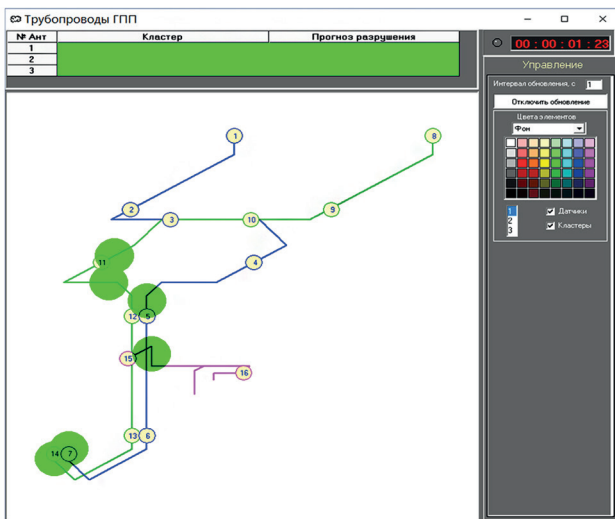 Трубопроводы ГПП
№ Ант Кластер Прогноз разрушения
1
2
3
00:00:01:23
Управление
Интервал обновления, с 1
Отключить обновление
Цвета элементов
Фон
1
2
3
Датчики
Кластеры
1
8
2
3
10
9
11
4
12
5
15
16
13
6
14
7